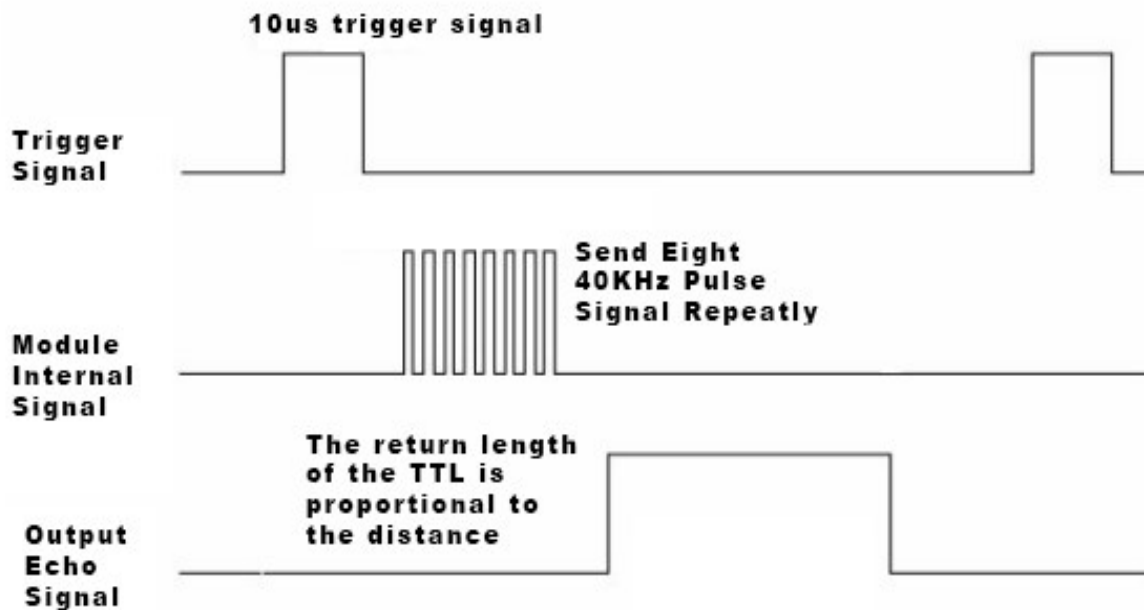 10us trigger signal
Trigger
Signal
Send Eight
40KHz Pulse
Signal Repeatly
Module
Internal
Signal
The return length
of the TTL is
proportional to
the distance
Output
Echo
Signal